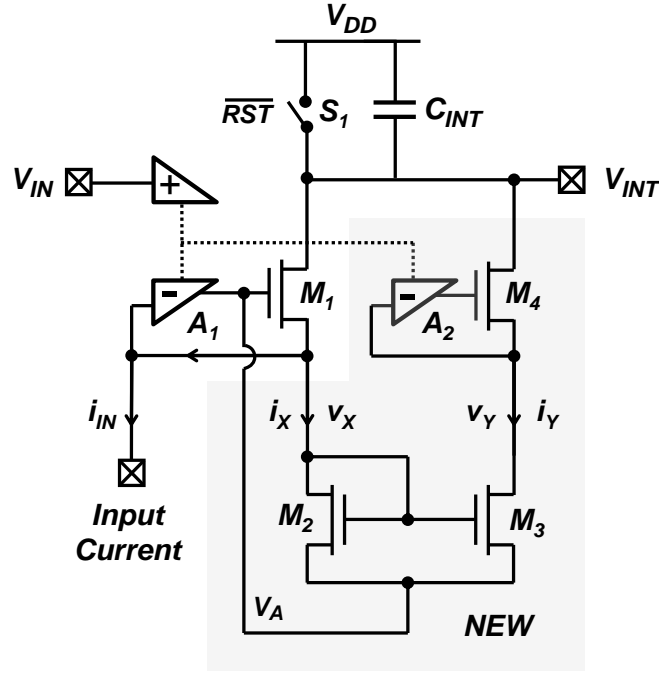 V_DD
RST S_1 C_INT
V_IN + V_INT
- M_1 - M_4
A_1 A_2
i_IN i_X v_X v_Y i_Y
Input
Current
M_2 M_3
V_A
NEW